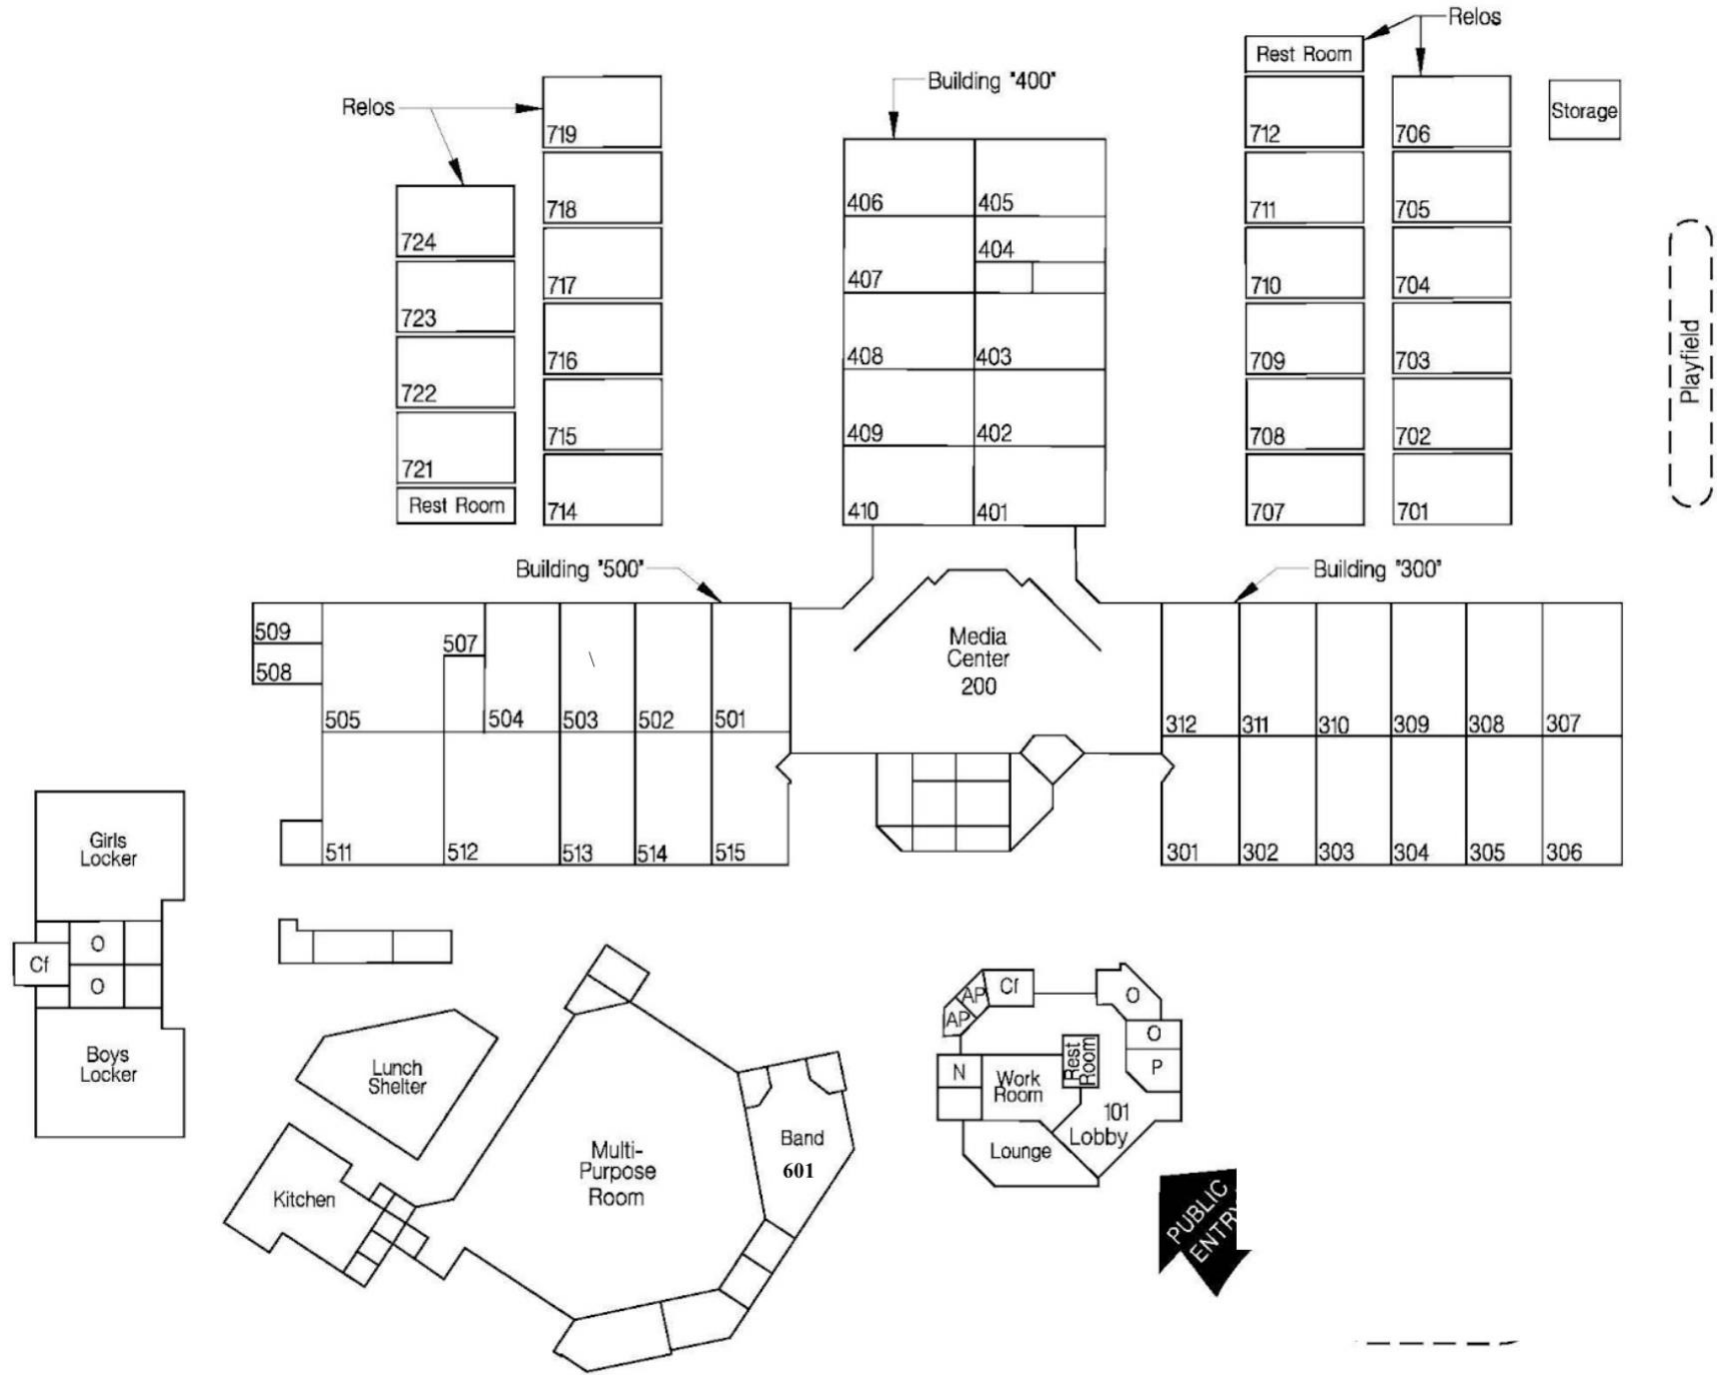 Relos
Rest Room
Building "400"
Relos
719
712
706
Storage
718
406
405
711
705
724
404
717
407
710
704
723
Playfield
716
408
403
709
703
722
715
409
402
708
702
721
Rest Room
714
410
401
707
701
Building "500"
Building "300"
509
507
Media
Center
200
508
505
504
503
502
501
312
311
310
309
308
307
511
512
513
514
515
301
302
303
304
305
306
Girls
Locker
O
Cf
O
Boys
Locker
Lunch
Shelter
Kitchen
Multi-
Purpose
Room
Band
601
Cf
AP
AP
O
O
P
N
Work
Room
Rest
Room
101
Lobby
Lounge
PUBLIC
ENTRY